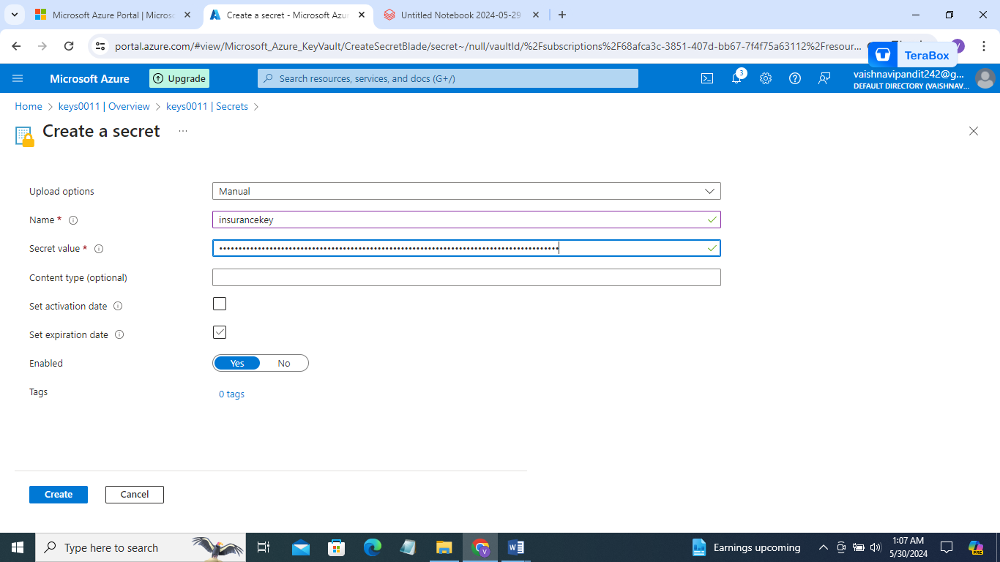 Microsoft Azure Portal | Micros
Create a secret - Microsoft Azur
Untitled Notebook 2024-05-29
portal.azure.com/#view/Microsoft_Azure_KeyVault/CreateSecretBlade/secret~/null/vaultId/%2Fsubscriptions%2F68afca3c-3851-407d-bb67-7f4f75a63112%2Fresour...
TeraBox
Microsoft Azure
Upgrade
Search resources, services, and docs (G+/)
3
vaishnavipandit242@g...
DEFAULT DIRECTORY (VAISHNAV...
Home > keys0011 | Overview > keys0011 | Secrets >
Create a secret ...
Upload options
Manual
Name *
insurancekey
Secret value *
Content type (optional)
Set activation date
Set expiration date
Enabled
Yes No
Tags
0 tags
Create
Cancel
Type here to search
Earnings upcoming
1:07 AM
5/30/2024